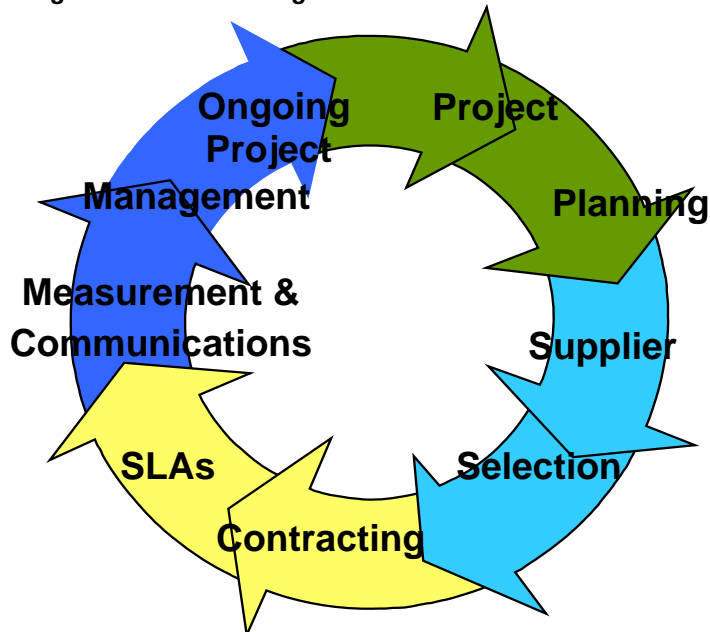 Ongoing
Project
Management
Project
Planning
Supplier
Selection
Contracting
SLAs
Measurement &
Communications